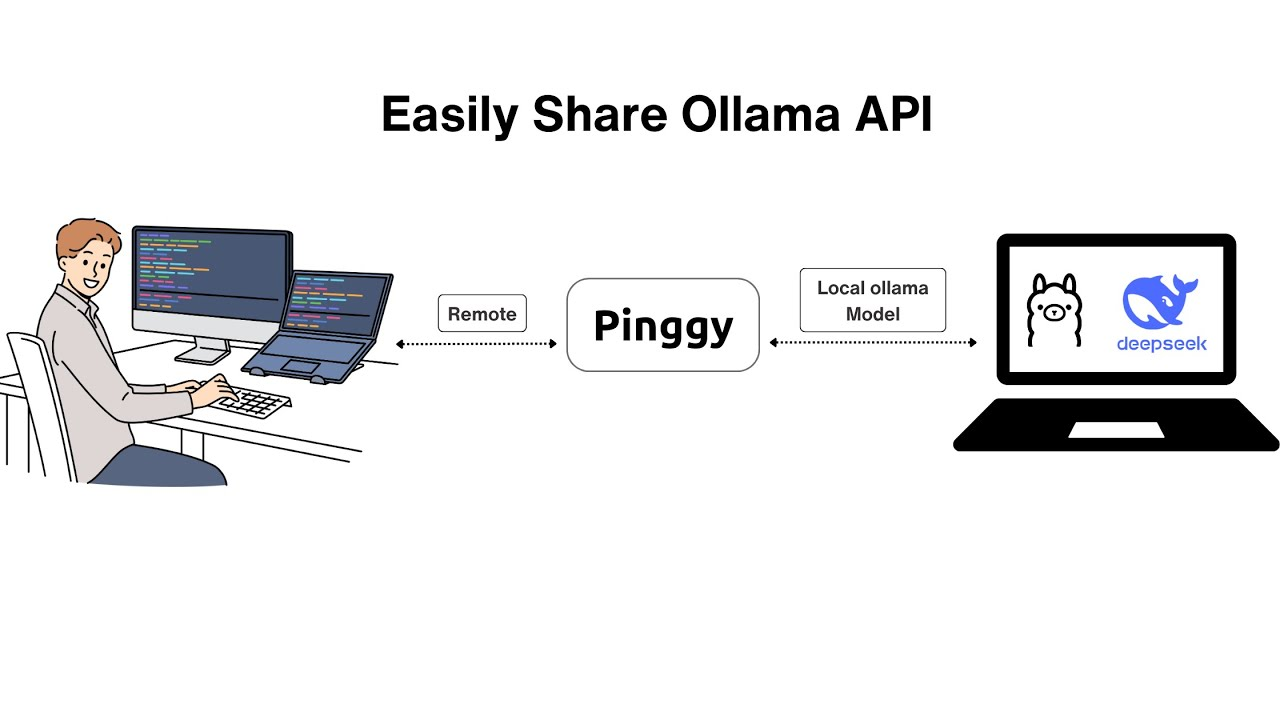 Easily Share Ollama API
Remote
Pinggy
Local ollama
Model
deepseek